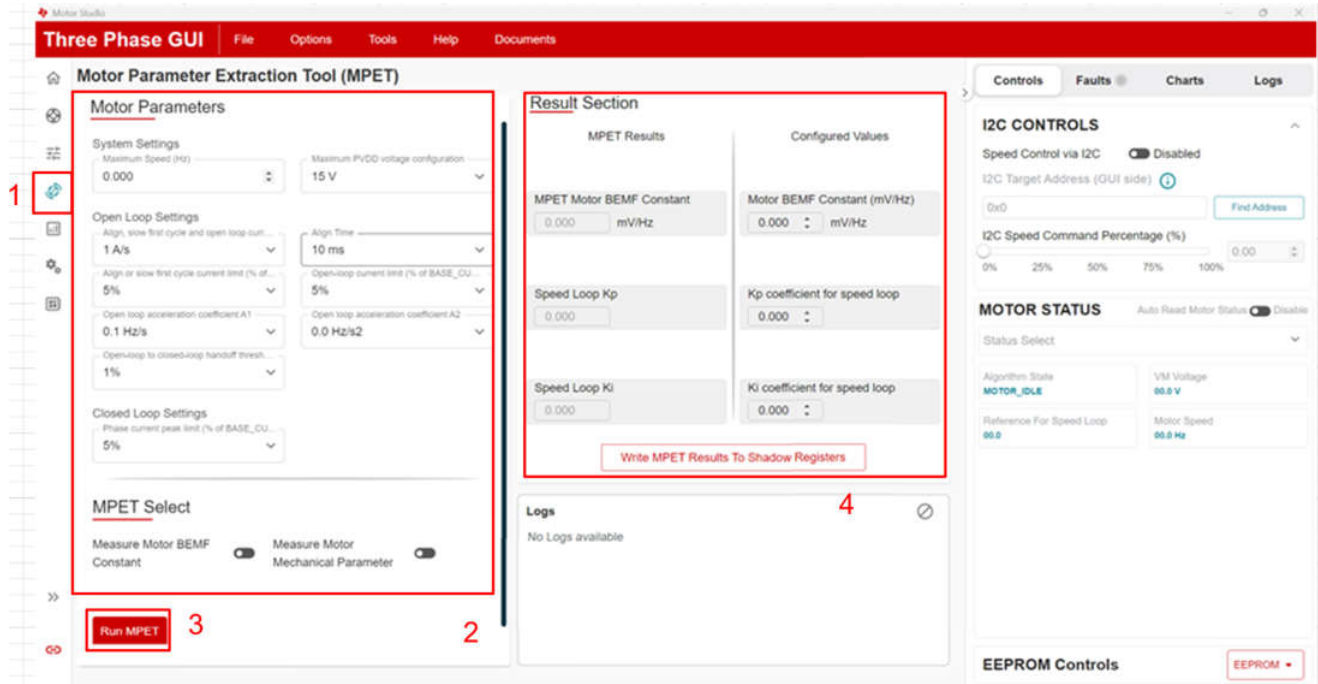 Motor Studio
Three Phase GUI File Options Tools Help Documents
Motor Parameter Extraction Tool (MPET)
1
Motor Parameters
System Settings
Maximum Speed (Hz)
0.000
Maximum PVDD voltage configuration
15 V
Open Loop Settings
Align, slow first cycle and open loop curr...
1 A/s
Align Time
10 ms
Align or slow first cycle current limit (% of...
5%
Open-loop current limit (% of BASE_CU...
5%
Open loop acceleration coefficient A1
0.1 Hz/s
Open loop acceleration coefficient A2
0.0 Hz/s2
Open-loop to closed-loop handoff thresh...
1%
Closed Loop Settings
Phase current peak limit (% of BASE_CU...
5%
MPET Select
Measure Motor BEMF
Constant
Measure Motor
Mechanical Parameter
Run MPET
3
2
Result Section
MPET Results
Configured Values
MPET Motor BEMF Constant
0.000 mV/Hz
Motor BEMF Constant (mV/Hz)
0.000 mV/Hz
Speed Loop Kp
0.000
Kp coefficient for speed loop
0.000
Speed Loop Ki
0.000
Ki coefficient for speed loop
0.000
Write MPET Results To Shadow Registers
4
Logs
No Logs available
Controls Faults Charts Logs
I2C CONTROLS
Speed Control via I2C Disabled
I2C Target Address (GUI side)
0x0
Find Address
I2C Speed Command Percentage (%)
0.00
0% 25% 50% 75% 100%
MOTOR STATUS Auto Read Motor Status Disable
Status Select
Algorithm State
MOTOR_IDLE
VM Voltage
00.0 V
Reference For Speed Loop
00.0
Motor Speed
00.0 Hz
EEPROM Controls
EEPROM